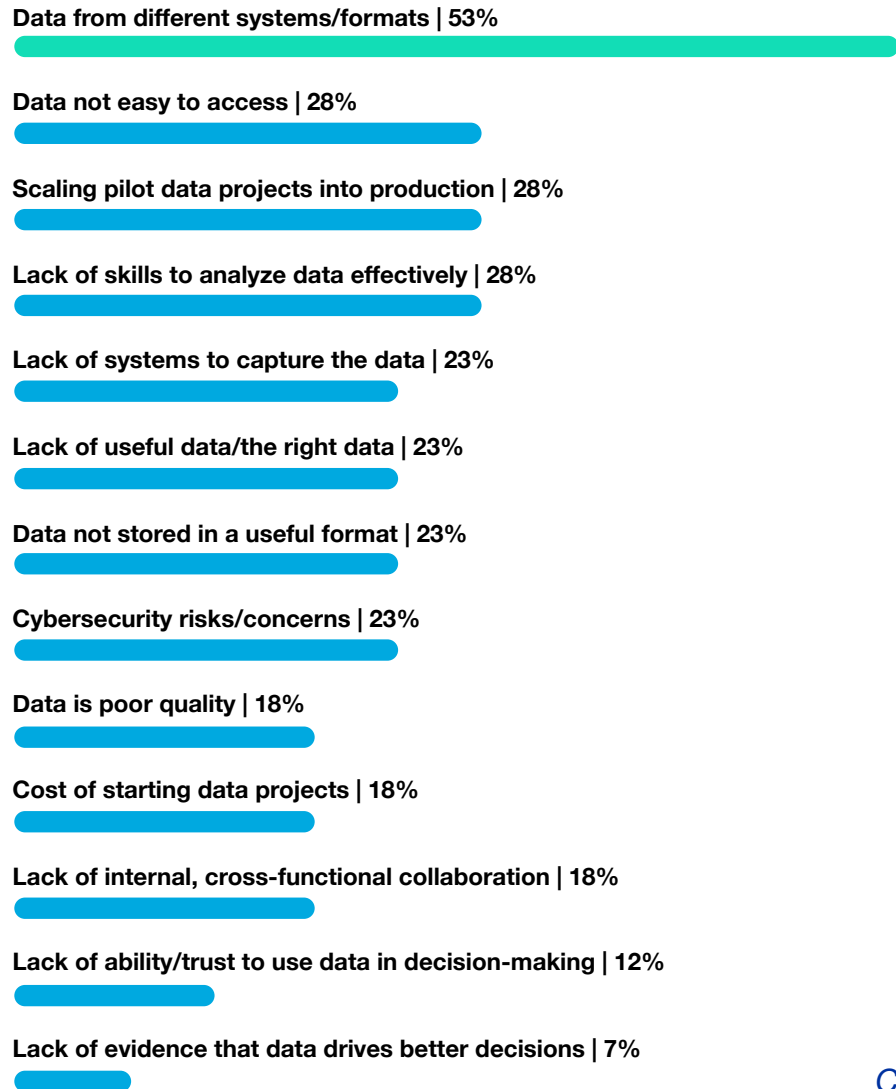 Data from different systems/formats | 53%
Data not easy to access | 28%
Scaling pilot data projects into production | 28%
Lack of skills to analyze data effectively | 28%
Lack of systems to capture the data | 23%
Lack of useful data/the right data | 23%
Data not stored in a useful format | 23%
Cybersecurity risks/concerns | 23%
Data is poor quality | 18%
Cost of starting data projects | 18%
Lack of internal, cross-functional collaboration | 18%
Lack of ability/trust to use data in decision-making | 12%
Lack of evidence that data drives better decisions | 7%